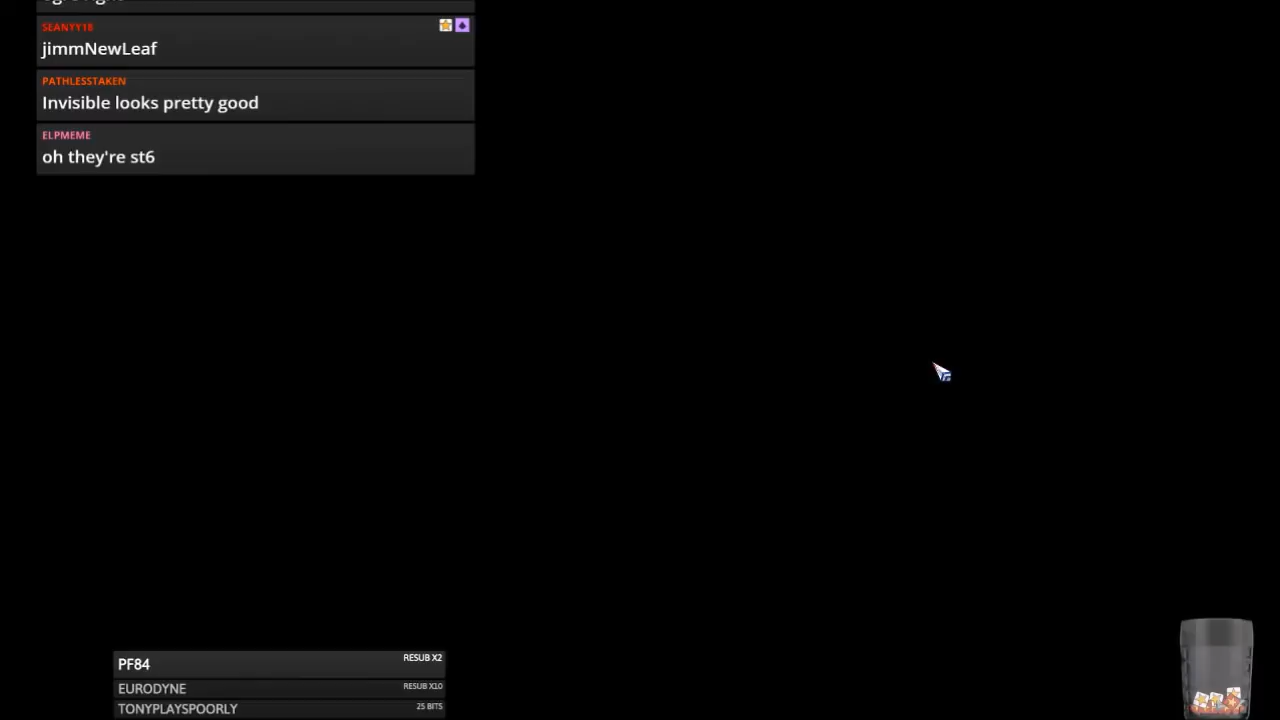 SEANYY18
jimmNewLeaf
PATHLESSTAKEN
Invisible looks pretty good
ELPMEME
oh they're st6
PF84 RESUB X2
EURODYNE RESUB X10
TONYPLAYSPOORLY 25 BITS